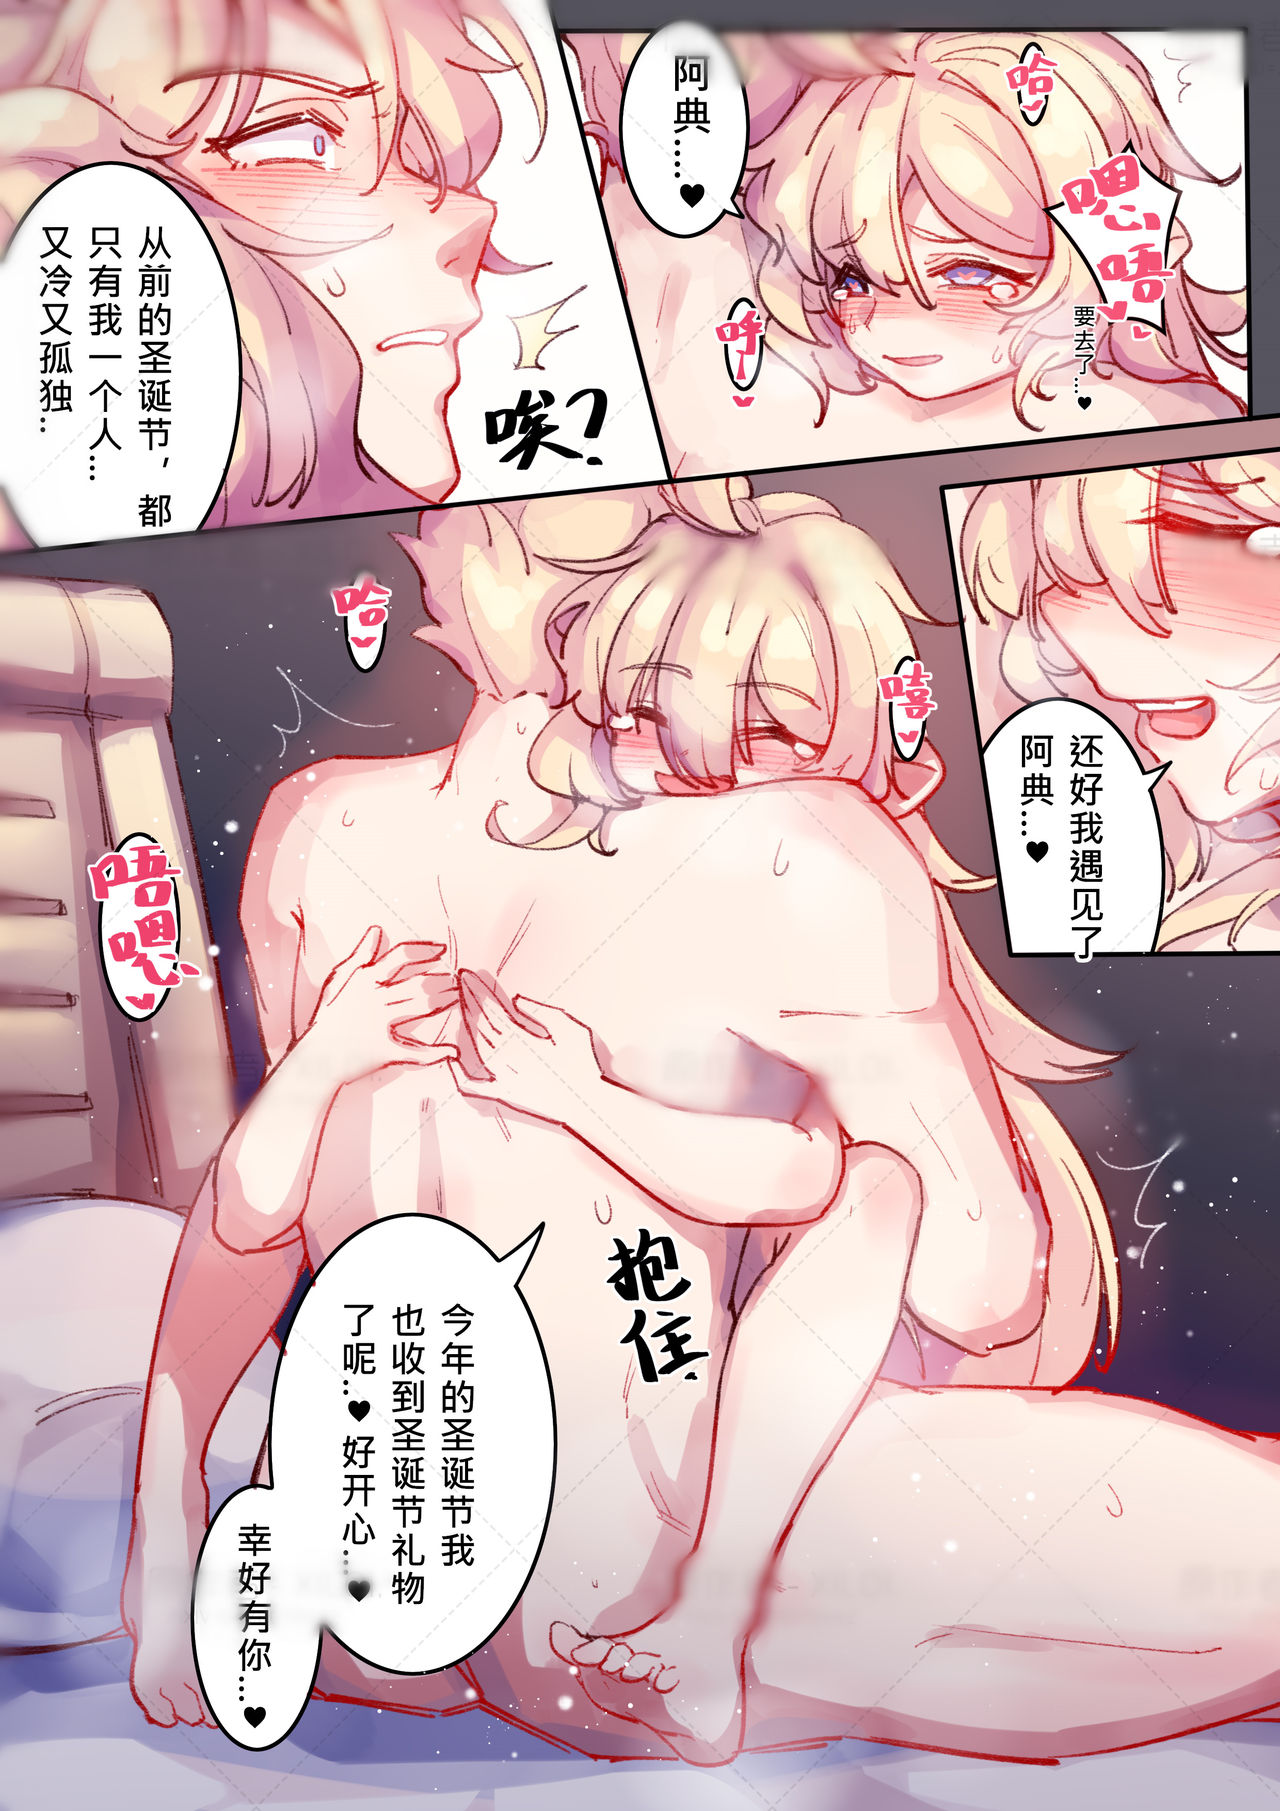 哈
嗯
唔
要去了…♥
阿典……♥
呼
唉？
从前的圣诞节，都
只有我一个人…
又冷又孤独..
还好我遇见了
阿典…♥
嘻
哈
唔
嗯
抱住
今年的圣诞节我
也收到圣诞节礼物
了呢…♥好开心…♥
幸好有你…♥